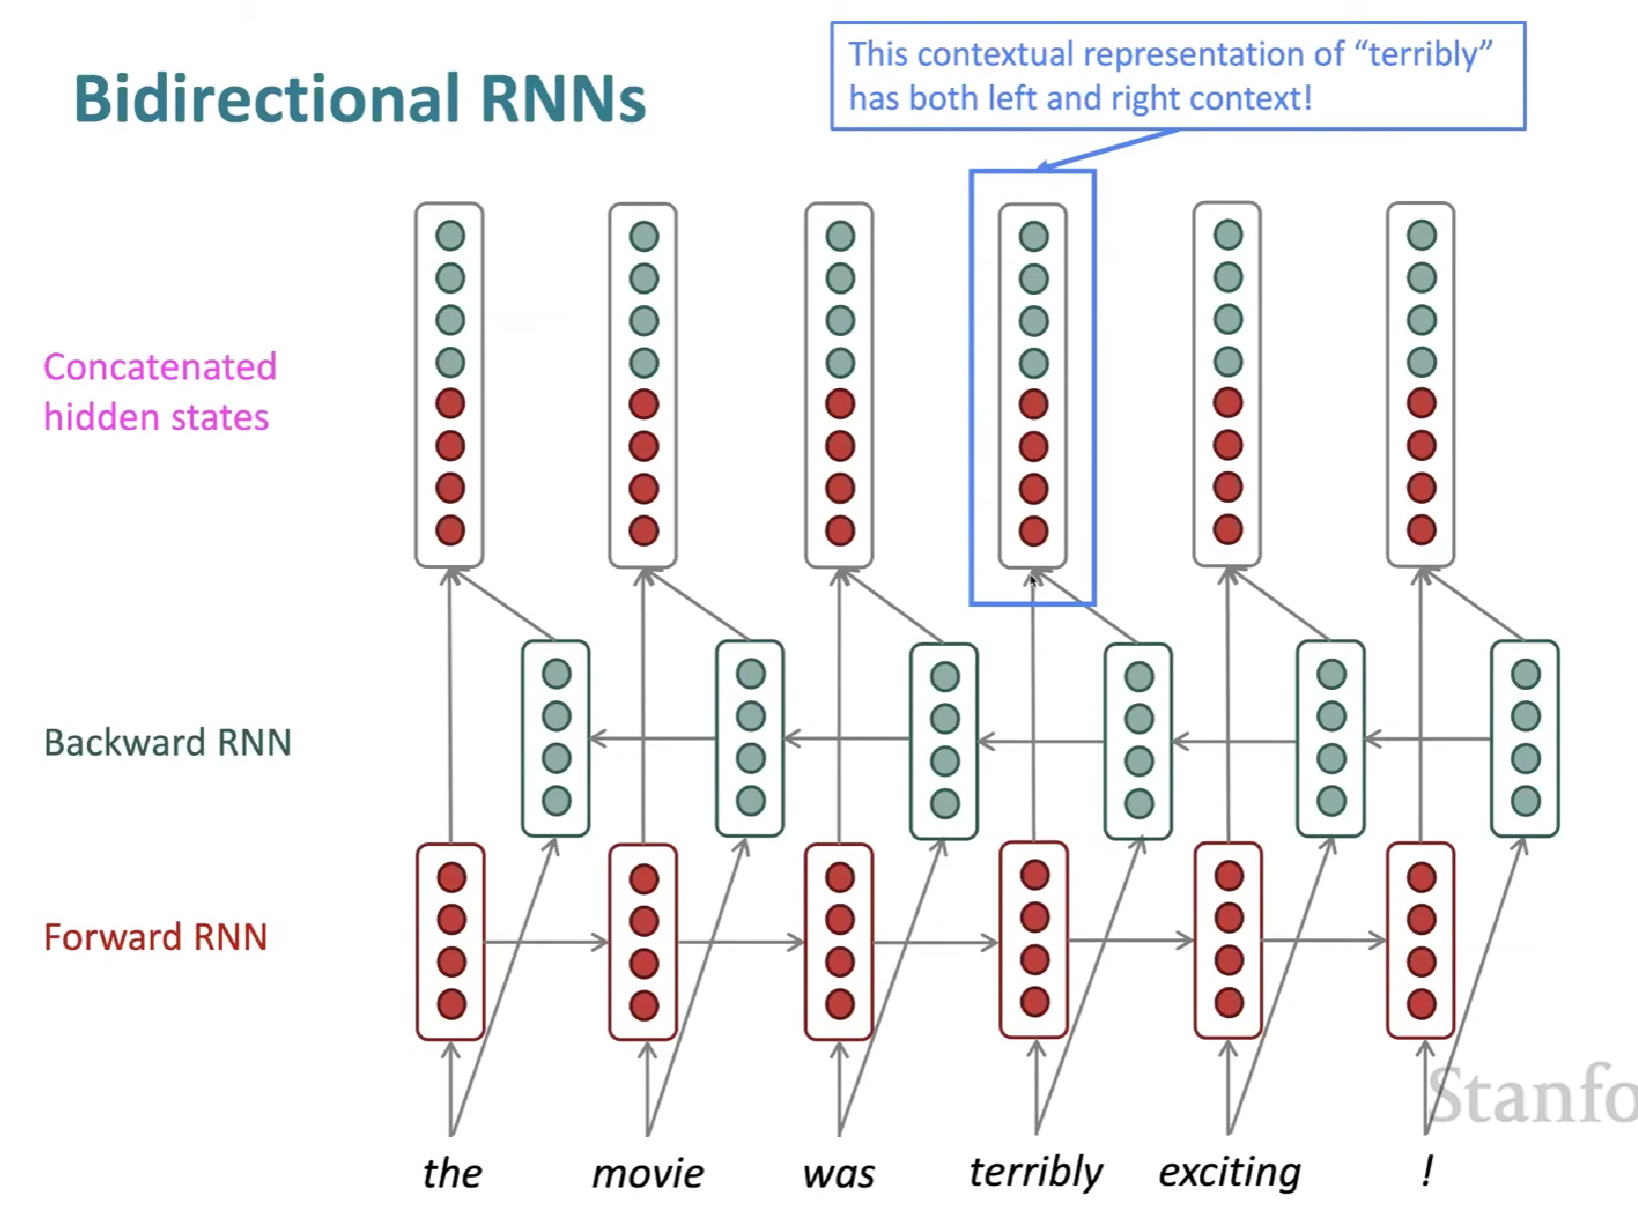 Bidirectional RNNs
This contextual representation of “terribly”
has both left and right context!
Concatenated
hidden states
Backward RNN
Forward RNN
Stanfo
the movie was terribly exciting !